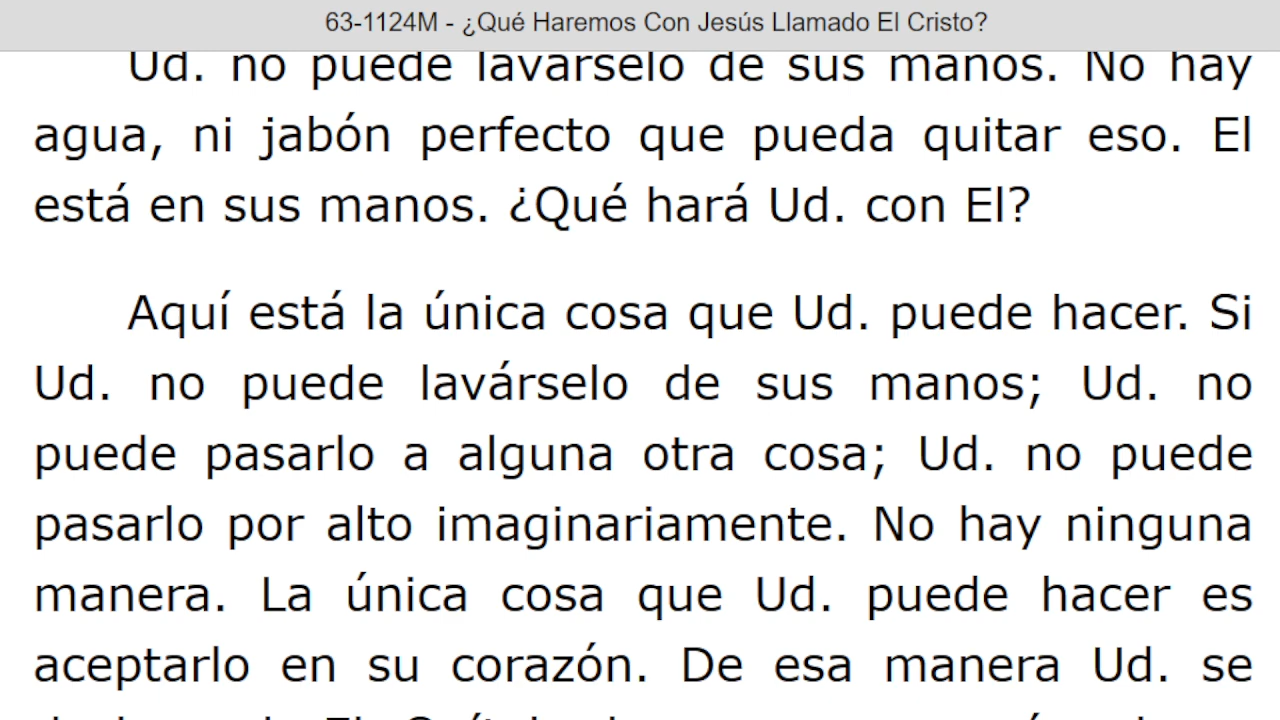 63-1124M - ¿Qué Haremos Con Jesús Llamado El Cristo?
Ud. no puede lavárselo de sus manos. No hay
agua, ni jabón perfecto que pueda quitar eso. El
está en sus manos. ¿Qué hará Ud. con El?
Aquí está la única cosa que Ud. puede hacer. Si
Ud. no puede lavárselo de sus manos; Ud. no
puede pasarlo a alguna otra cosa; Ud. no puede
pasarlo por alto imaginariamente. No hay ninguna
manera. La única cosa que Ud. puede hacer es
aceptarlo en su corazón. De esa manera Ud. se